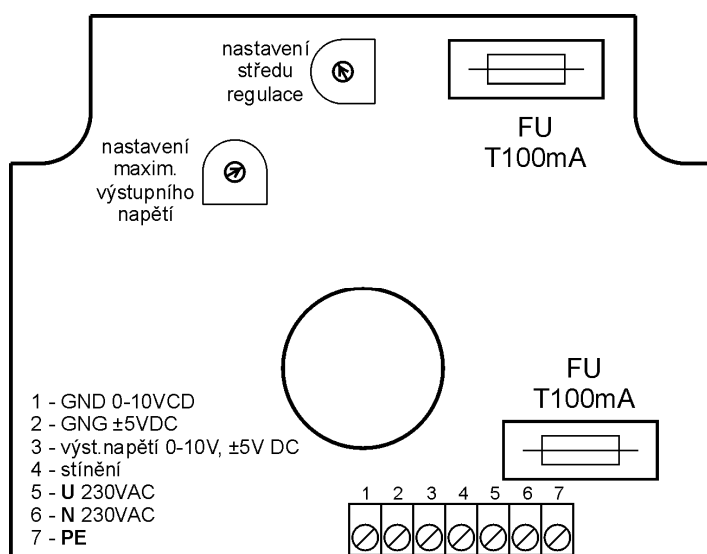 nastavení
středu
regulace
FU
T100mA
nastavení
maxim.
výstupního
napětí
FU
T100mA
1 - GND 0-10VCD
2 - GNG ±5VDC
3 - výst.napětí 0-10V, ±5V DC
4 - stínění
5 - U 230VAC
6 - N 230VAC
7 - PE
1 2 3 4 5 6 7